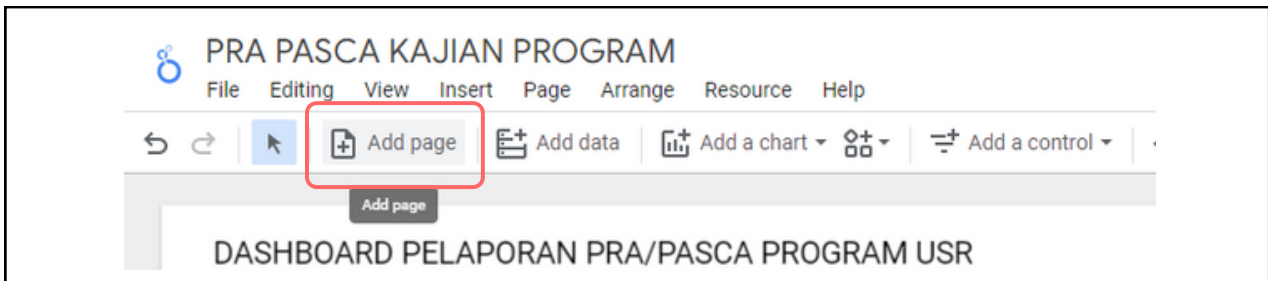 PRA PASCA KAJIAN PROGRAM
File Editing View Insert Page Arrange Resource Help
Add page Add data Add a chart Add a control
Add page
DASHBOARD PELAPORAN PRA/PASCA PROGRAM USR